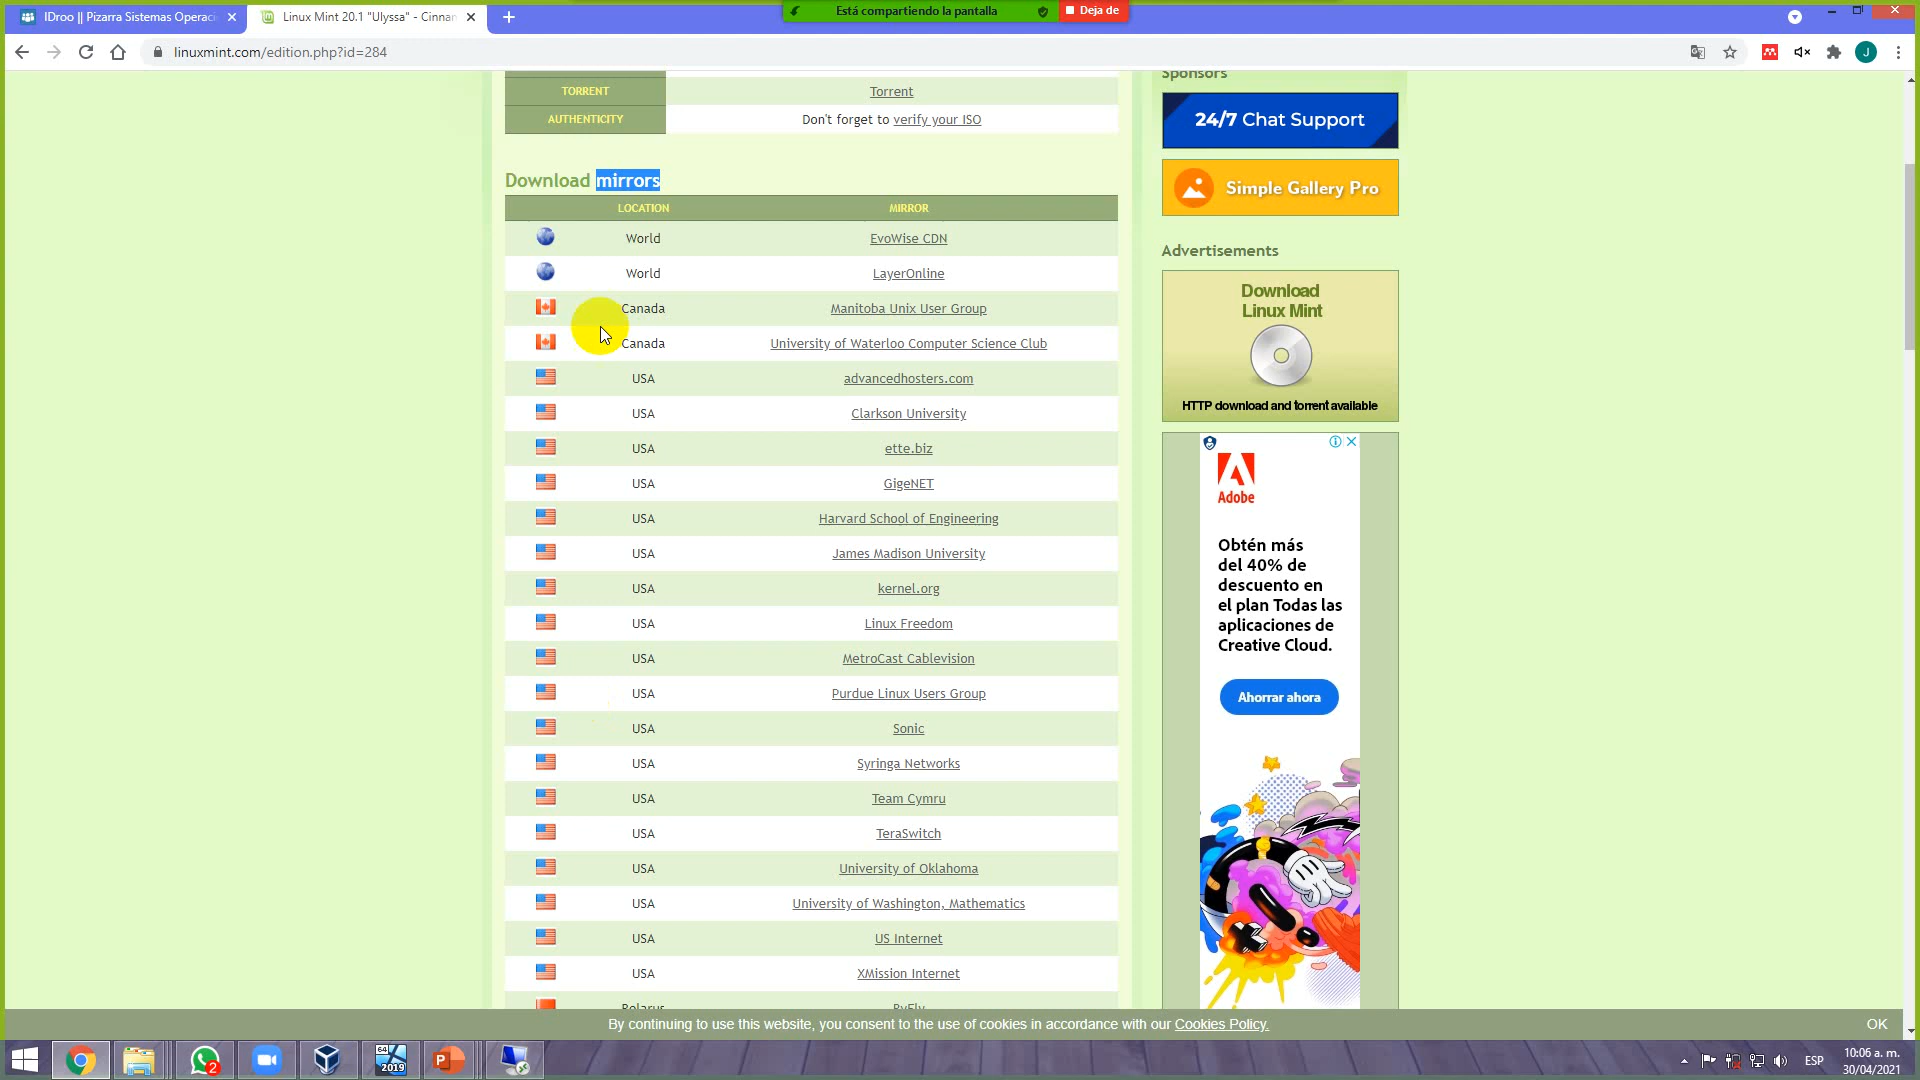 IDroo || Pizarra Sistemas Operaci
Linux Mint 20.1 "Ulyssa" - Cinnan
Está compartiendo la pantalla
Deja de
linuxmint.com/edition.php?id=284
J
TORRENT Torrent
AUTHENTICITY Don't forget to verify your ISO
Download mirrors
LOCATION MIRROR
World EvoWise CDN
World LayerOnline
Canada Manitoba Unix User Group
Canada University of Waterloo Computer Science Club
USA advancedhosters.com
USA Clarkson University
USA ette.biz
USA GigeNET
USA Harvard School of Engineering
USA James Madison University
USA kernel.org
USA Linux Freedom
USA MetroCast Cablevision
USA Purdue Linux Users Group
USA Sonic
USA Syringa Networks
USA Team Cymru
USA TeraSwitch
USA University of Oklahoma
USA University of Washington, Mathematics
USA US Internet
USA XMission Internet
Belarus ByFly
Sponsors
24/7 Chat Support
Simple Gallery Pro
Advertisements
Download
Linux Mint
HTTP download and torrent available
Adobe
Obtén más
del 40% de
descuento en
el plan Todas las
aplicaciones de
Creative Cloud.
Ahorrar ahora
By continuing to use this website, you consent to the use of cookies in accordance with our Cookies Policy.
OK
2
64
2019
P
ESP
10:06 a. m.
30/04/2021